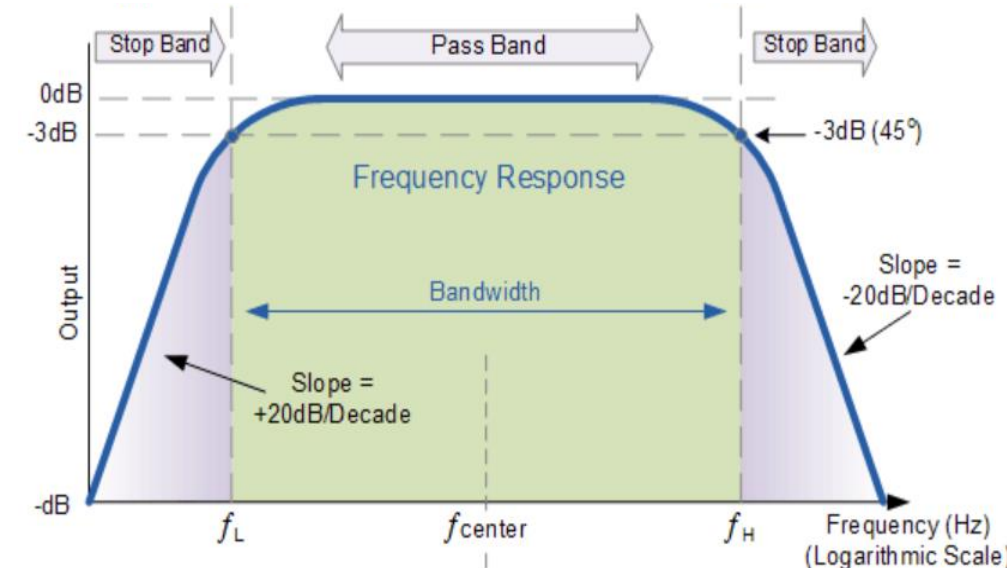 Stop Band
Pass Band
Stop Band
0dB
-3dB
-3dB (45°)
Frequency Response
Output
Bandwidth
Slope =
-20dB/Decade
Slope =
+20dB/Decade
-dB
fL
fcenter
fH
Frequency (Hz)
(Logarithmic Scale)